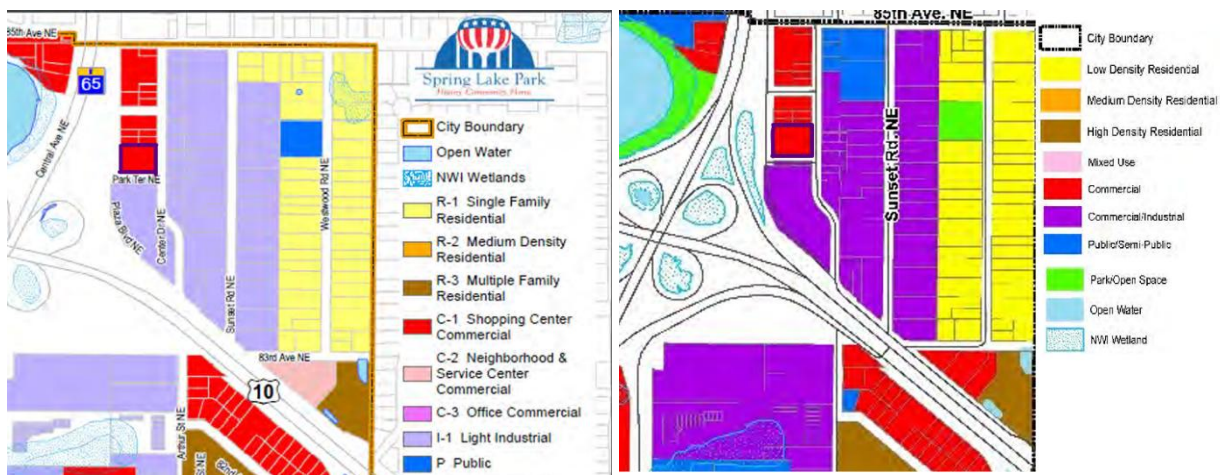 85th Ave NE
65
Central Ave NE
Park Ter NE
Plaza Blvd NE
Center Dr NE
Sunset Rd NE
Westwood Rd NE
83rd Ave NE
10
Arthur St NE
Spring Lake Park
City Boundary
Open Water
NWI Wetlands
R-1 Single Family
Residential
R-2 Medium Density
Residential
R-3 Multiple Family
Residential
C-1 Shopping Center
Commercial
C-2 Neighborhood &
Service Center
Commercial
C-3 Office Commercial
I-1 Light Industrial
P Public
85th Ave. NE
Sunset Rd. NE
City Boundary
Low Density Residential
Medium Density Residential
High Density Residential
Mixed Use
Commercial
Commercial/Industrial
Public/Semi-Public
Park/Open Space
Open Water
NWI Wetland